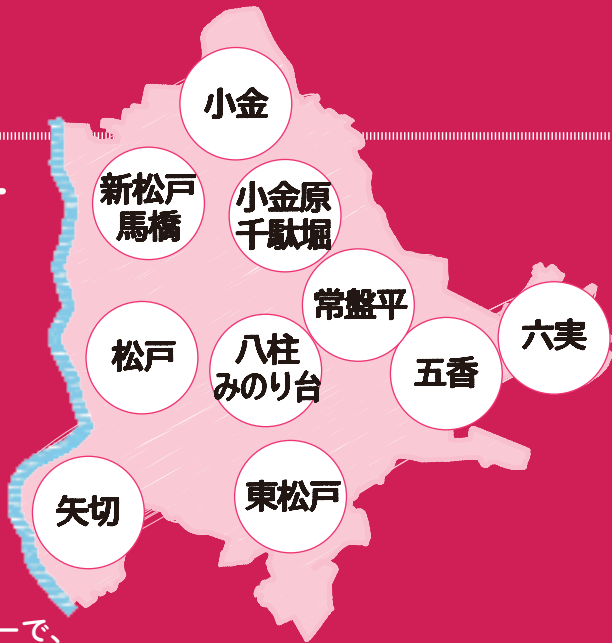 小金
新松戸
馬橋
小金原
千駄堀
常盤平
六実
松戸
八柱
みのり台
五香
矢切
東松戸
ーで、